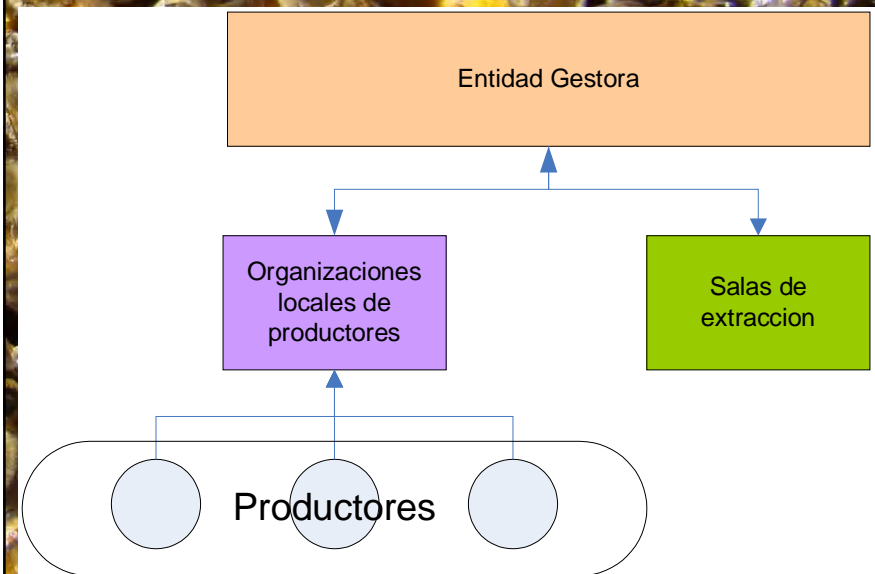 Entidad Gestora
Organizaciones
locales de
productores
Salas de
extraccion
Productores